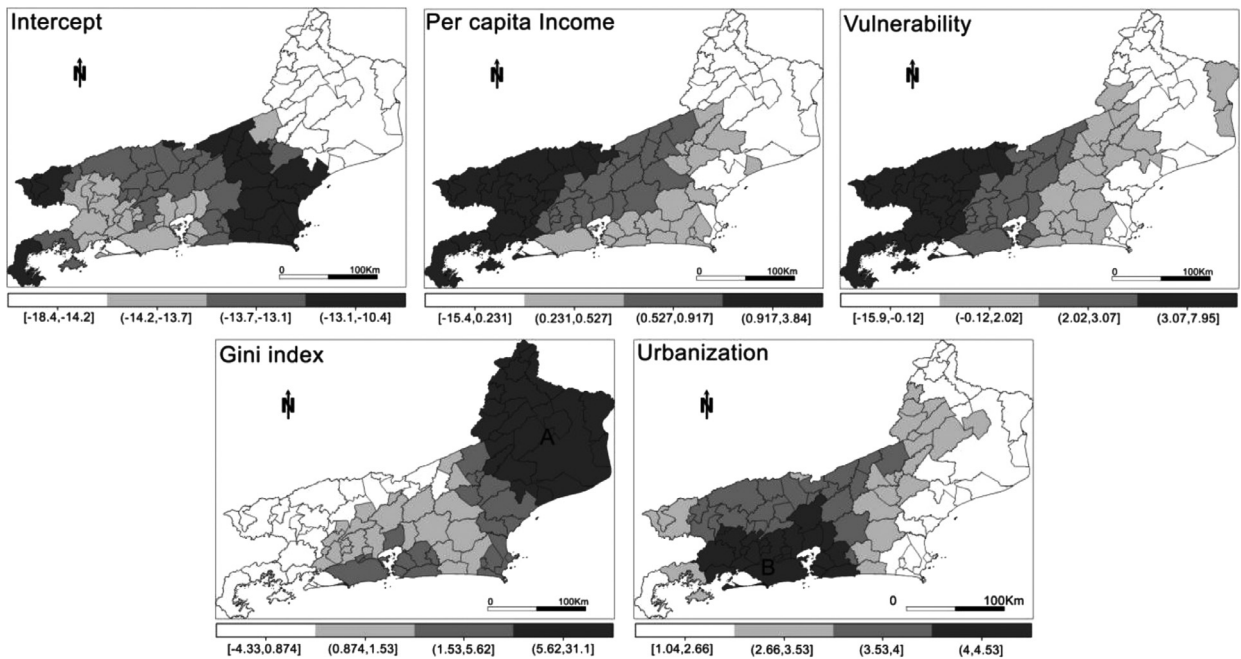 Intercept
N
0 100Km
[-18.4,-14.2] (-14.2,-13.7] (-13.7,-13.1] (-13.1,-10.4]
Per capita Income
N
0 100Km
[-15.4,0.231] (0.231,0.527] (0.527,0.917] (0.917,3.84]
Vulnerability
N
0 100Km
[-15.9,-0.12] (-0.12,2.02] (2.02,3.07] (3.07,7.95]
Gini index
N
A
0 100Km
[-4.33,0.874] (0.874,1.53] (1.53,5.62] (5.62,31.1]
Urbanization
N
B
0 100Km
[1.04,2.66] (2.66,3.53] (3.53,4] (4,4.53]